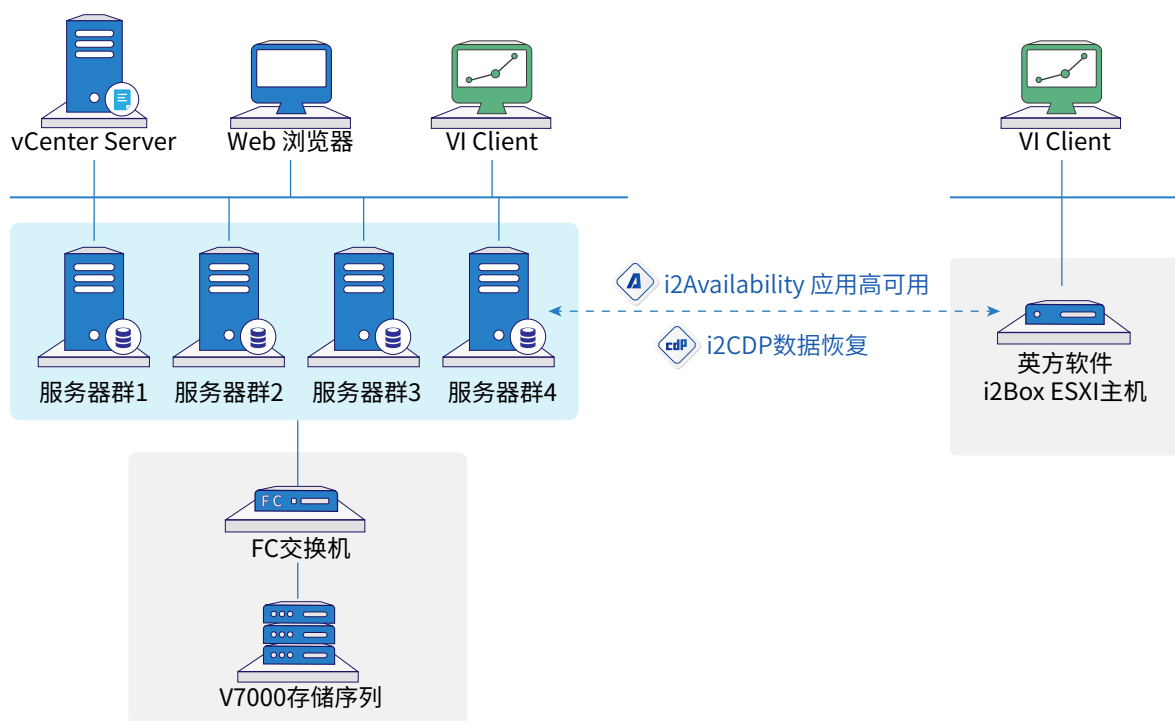 vCenter Server
Web 浏览器
VI Client
VI Client
i2Availability 应用高可用
cdp i2CDP数据恢复
服务器群1
服务器群2
服务器群3
服务器群4
英方软件
i2Box ESXI主机
FC
FC交换机
V7000存储序列